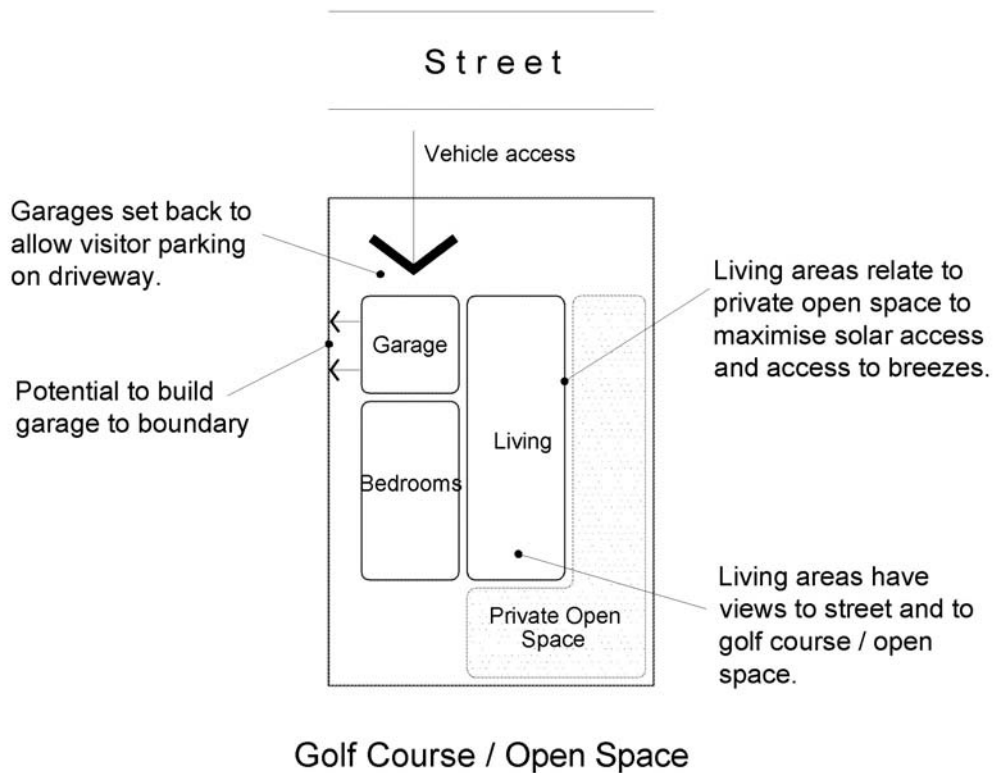 Street
Vehicle access
Garages set back to
allow visitor parking
on driveway.
Living areas relate to
private open space to
maximise solar access
and access to breezes.
Garage
Potential to build
garage to boundary
Living
Bedrooms
Living areas have
views to street and to
golf course / open
space.
Private Open
Space
Golf Course / Open Space